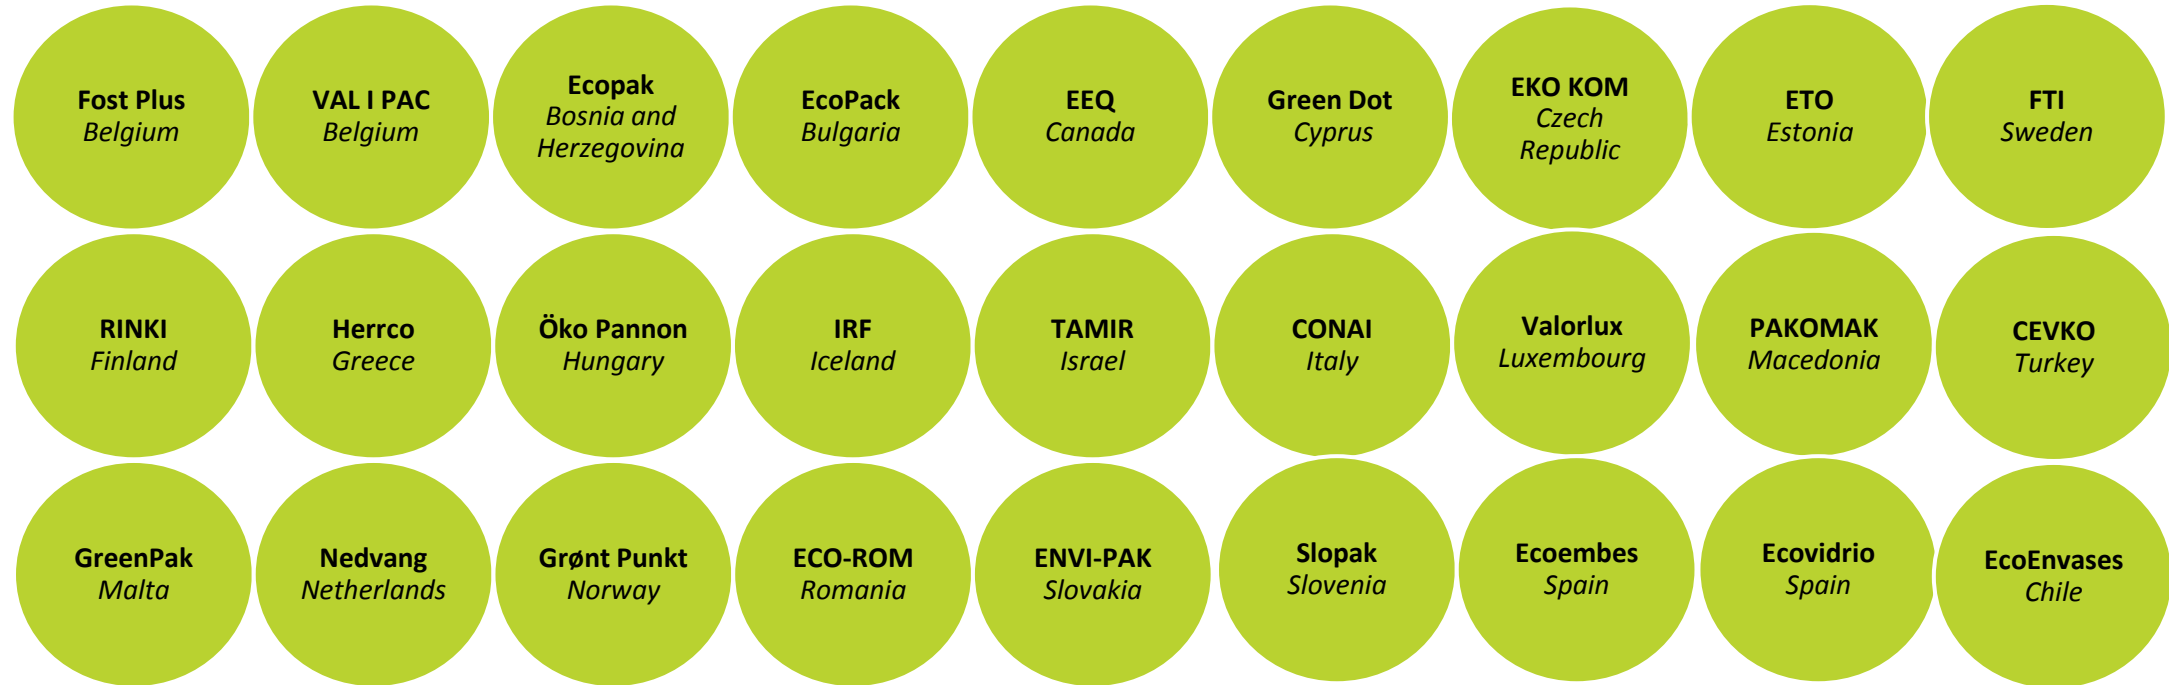 Fost Plus
Belgium
VAL I PAC
Belgium
Ecopak
Bosnia and
Herzegovina
EcoPack
Bulgaria
EEQ
Canada
Green Dot
Cyprus
EKO KOM
Czech
Republic
ETO
Estonia
FTI
Sweden
RINKI
Finland
Herrco
Greece
Öko Pannon
Hungary
IRF
Iceland
TAMIR
Israel
CONAI
Italy
Valorlux
Luxembourg
PAKOMAK
Macedonia
CEVKO
Turkey
GreenPak
Malta
Nedvang
Netherlands
Grønt Punkt
Norway
ECO-ROM
Romania
ENVI-PAK
Slovakia
Slopak
Slovenia
Ecoembes
Spain
Ecovidrio
Spain
EcoEnvases
Chile